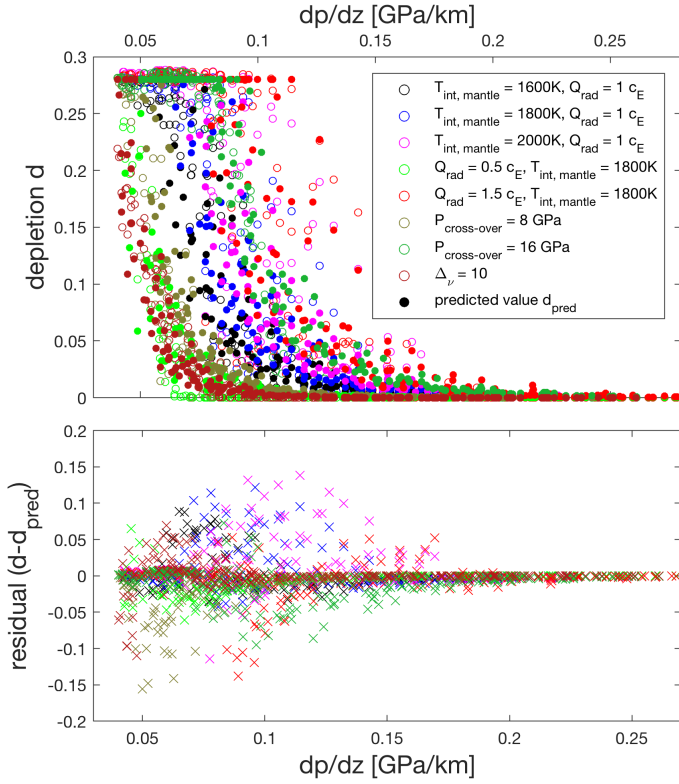 dp/dz [GPa/km]
0.05 0.1 0.15 0.2 0.25
0.3
0.25
0.2
0.15
0.1
0.05
0
depletion d
T_int, mantle = 1600K, Q_rad = 1 c_E
T_int, mantle = 1800K, Q_rad = 1 c_E
T_int, mantle = 2000K, Q_rad = 1 c_E
Q_rad = 0.5 c_E, T_int, mantle = 1800K
Q_rad = 1.5 c_E, T_int, mantle = 1800K
P_cross-over = 8 GPa
P_cross-over = 16 GPa
Δ_ν = 10
predicted value d_pred
0.2
0.15
0.1
0.05
0
-0.05
-0.1
-0.15
-0.2
residual (d-d_pred)
0.05 0.1 0.15 0.2 0.25
dp/dz [GPa/km]